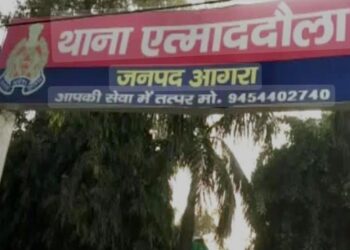 थाना एत्माददौला
जनपद आगरा
आपकी सेवा में तत्पर मो. 9454402740